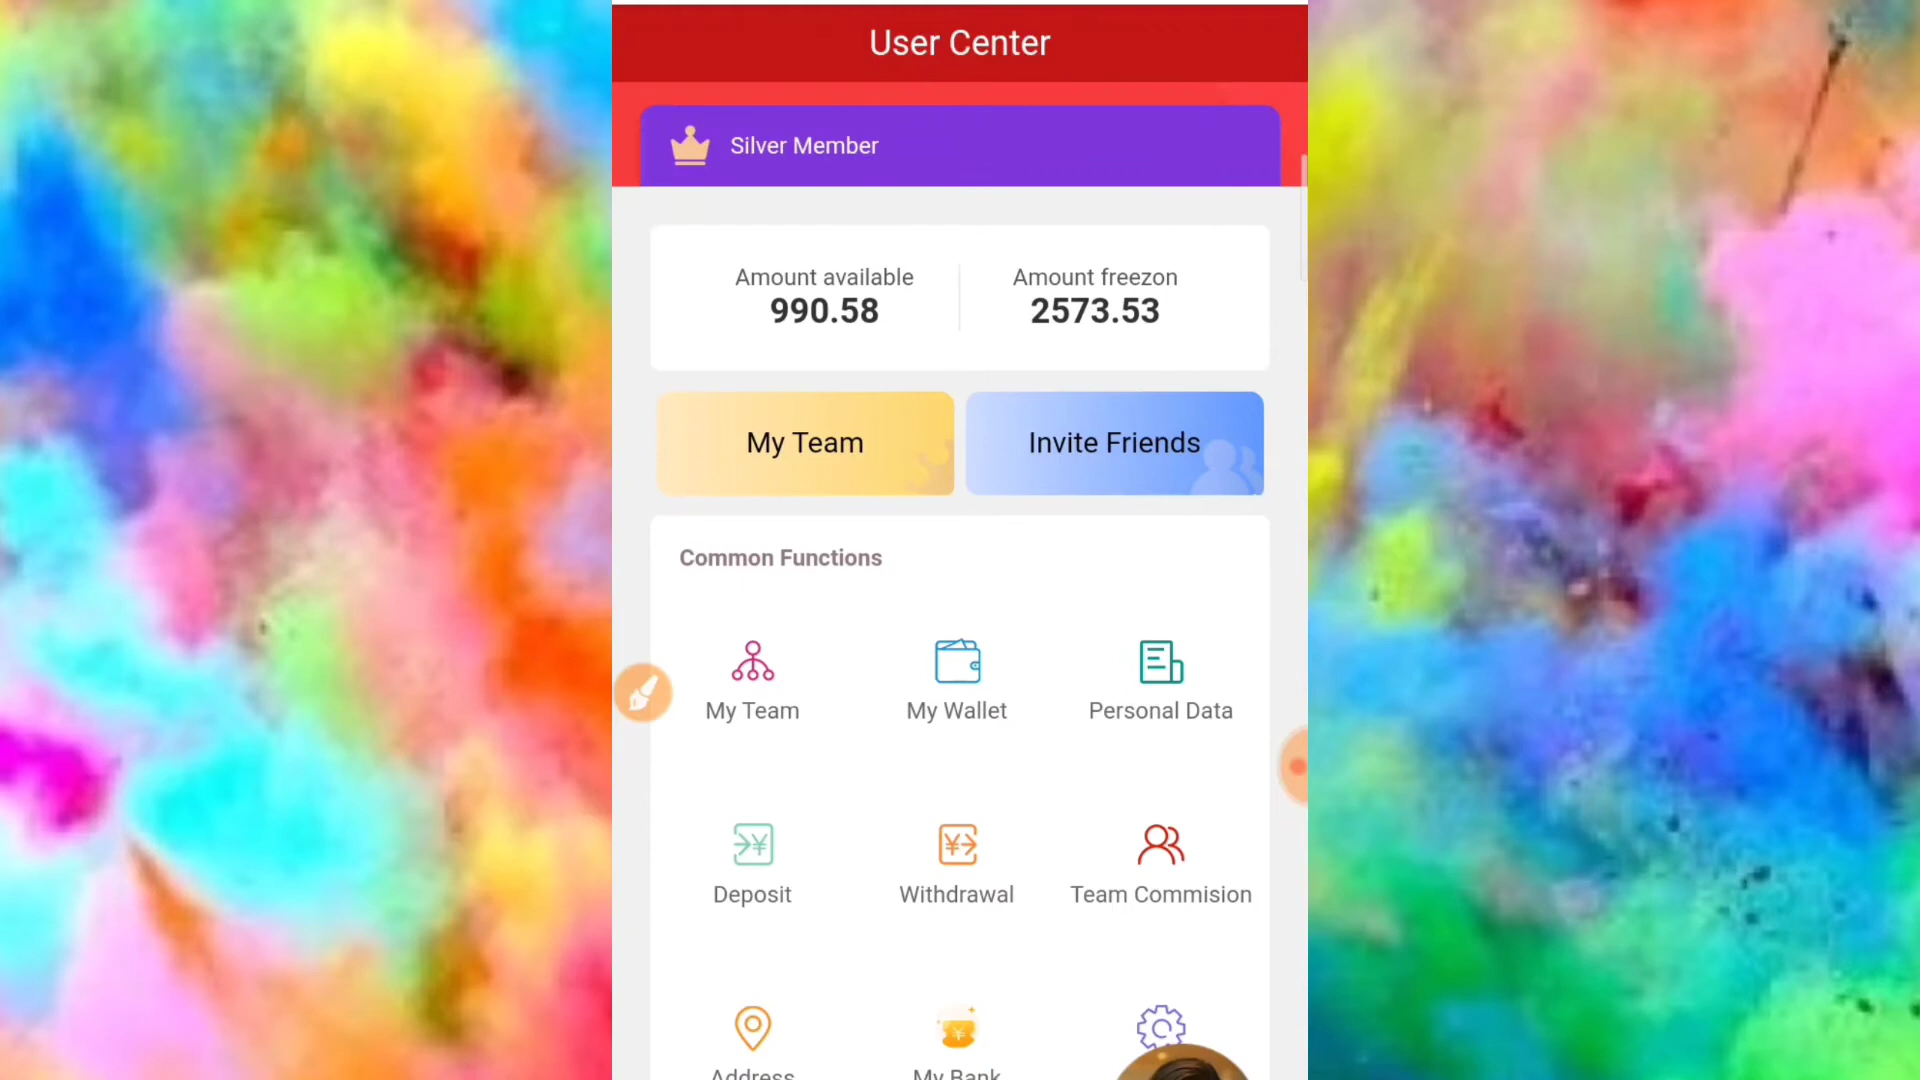 User Center
Silver Member
Amount available
990.58
Amount freezon
2573.53
My Team
Invite Friends
Common Functions
My Team
My Wallet
Personal Data
Deposit
Withdrawal
Team Commision
Address
My Bank